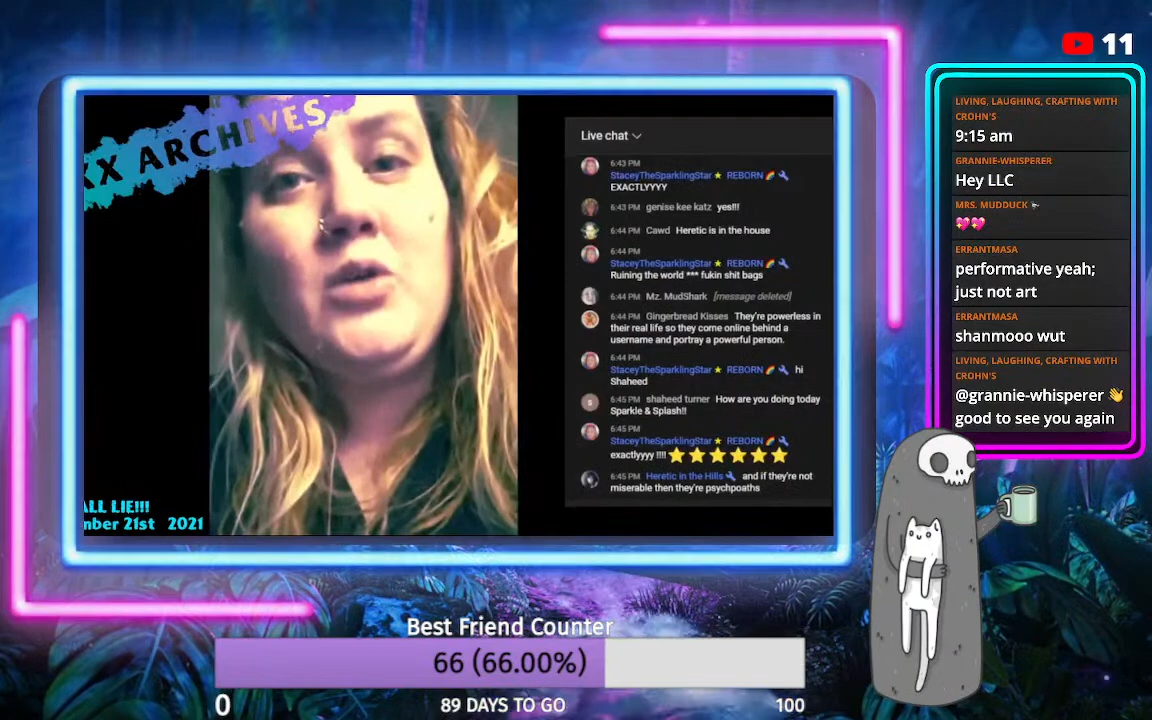 11
XX ARCHIVES
ALL LIE!!!
mber 21st 2021
Live chat
6:43 PM
StaceyTheSparklingStar ★ REBORN 🌈 🔧
EXACTLYYYY
6:43 PM genise kee katz yes!!!
6:44 PM Cawd Heretic is in the house
6:44 PM
StaceyTheSparklingStar ★ REBORN 🌈 🔧
Ruining the world *** fukin shit bags
6:44 PM Mz. MudShark [message deleted]
6:44 PM Gingerbread Kisses They're powerless in
their real life so they come online behind a
username and portray a powerful person.
6:44 PM
StaceyTheSparklingStar ★ REBORN 🌈 🔧 hi
Shaheed
S
6:45 PM shaheed turner How are you doing today
Sparkle & Splash!!
6:45 PM
StaceyTheSparklingStar ★ REBORN 🌈 🔧
exactlyyyy !!!! ⭐⭐⭐⭐⭐⭐
6:45 PM Heretic in the Hills 🔧 and if they're not
miserable then they're psychpoaths
LIVING, LAUGHING, CRAFTING WITH
CROHN'S
9:15 am
GRANNIE-WHISPERER
Hey LLC
MRS. MUDDUCK
💖💖
ERRANTMASA
performative yeah;
just not art
ERRANTMASA
shanmooo wut
LIVING, LAUGHING, CRAFTING WITH
CROHN'S
@grannie-whisperer 👋
good to see you again
Best Friend Counter
66 (66.00%)
0
89 DAYS TO GO
100